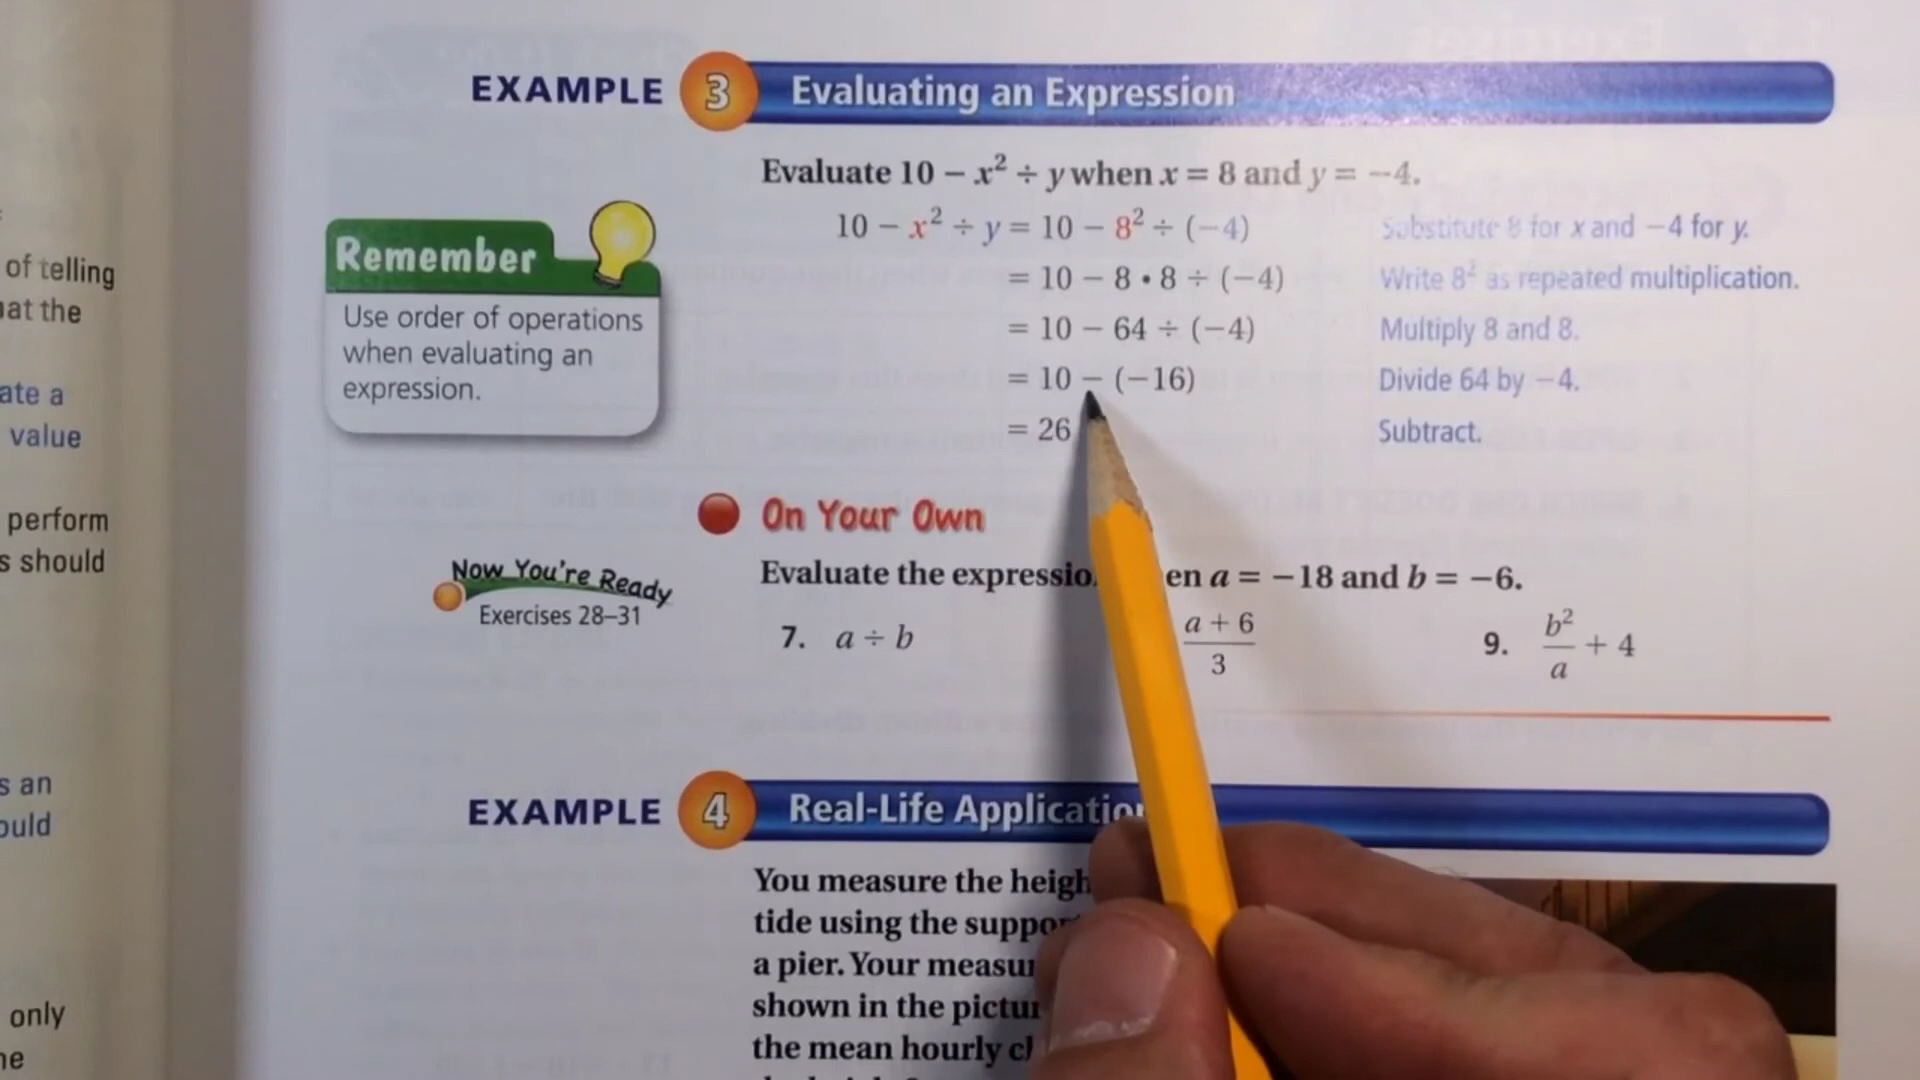 EXAMPLE 3 Evaluating an Expression
Evaluate 10 − x² ÷ y when x = 8 and y = −4.
10 − x² ÷ y = 10 − 8² ÷ (−4) Substitute 8 for x and −4 for y.
= 10 − 8 • 8 ÷ (−4) Write 8² as repeated multiplication.
= 10 − 64 ÷ (−4) Multiply 8 and 8.
= 10 − (−16) Divide 64 by −4.
= 26 Subtract.
Remember
Use order of operations
when evaluating an
expression.
On Your Own
Now You're Ready
Exercises 28–31
Evaluate the expressio en a = −18 and b = −6.
7. a ÷ b
a + 6
3
9. b²/a + 4
EXAMPLE 4 Real-Life Application
You measure the heigh
tide using the suppor
a pier. Your measur
shown in the pictur
the mean hourly
of telling
at the
ate a
value
perform
s should
s an
ould
only